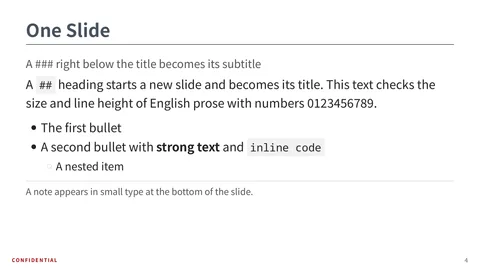 One Slide
A ### right below the title becomes its subtitle
A ## heading starts a new slide and becomes its title. This text checks the
size and line height of English prose with numbers 0123456789.
The first bullet
A second bullet with strong text and inline code
A nested item
A note appears in small type at the bottom of the slide.
CONFIDENTIAL
4